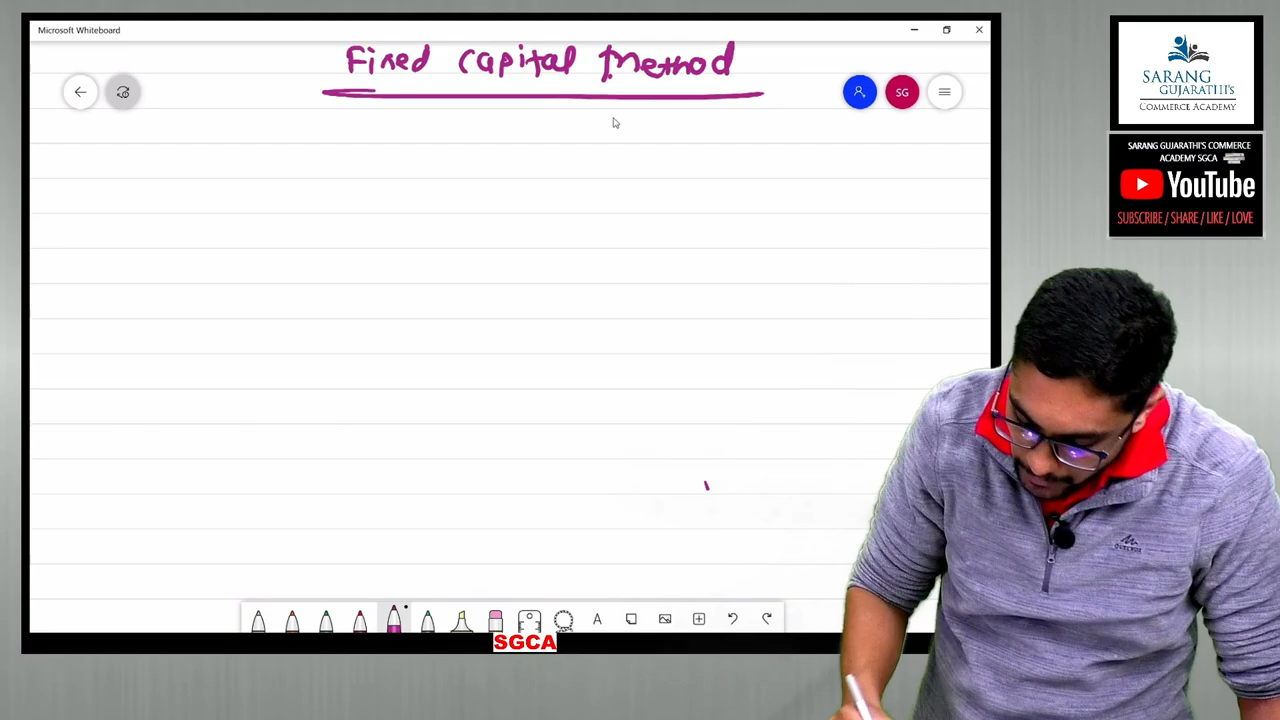 Microsoft Whiteboard
Fixed capital Method
SG
SARANG
GUJARATHI'S
COMMERCE ACADEMY
SARANG GUJARATHI'S COMMERCE
ACADEMY SGCA
YouTube
SUBSCRIBE / SHARE / LIKE / LOVE
A
SGCA